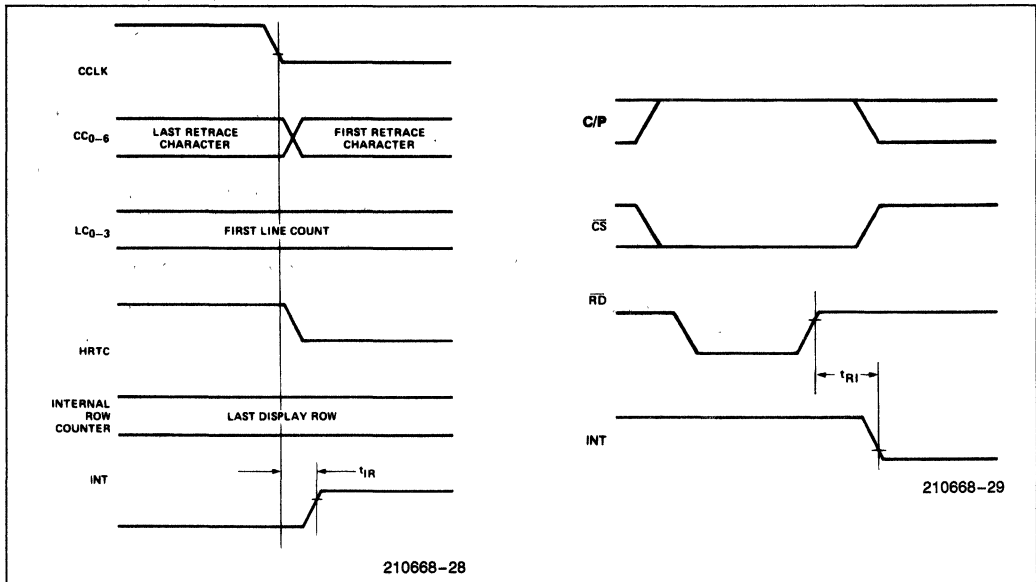 CCLK
CC0–6
LAST RETRACE
CHARACTER
FIRST RETRACE
CHARACTER
LC0–3
FIRST LINE COUNT
HRTC
INTERNAL
ROW
COUNTER
LAST DISPLAY ROW
INT
tIR
210668–28
C/P
CS
RD
tRI
INT
210668–29